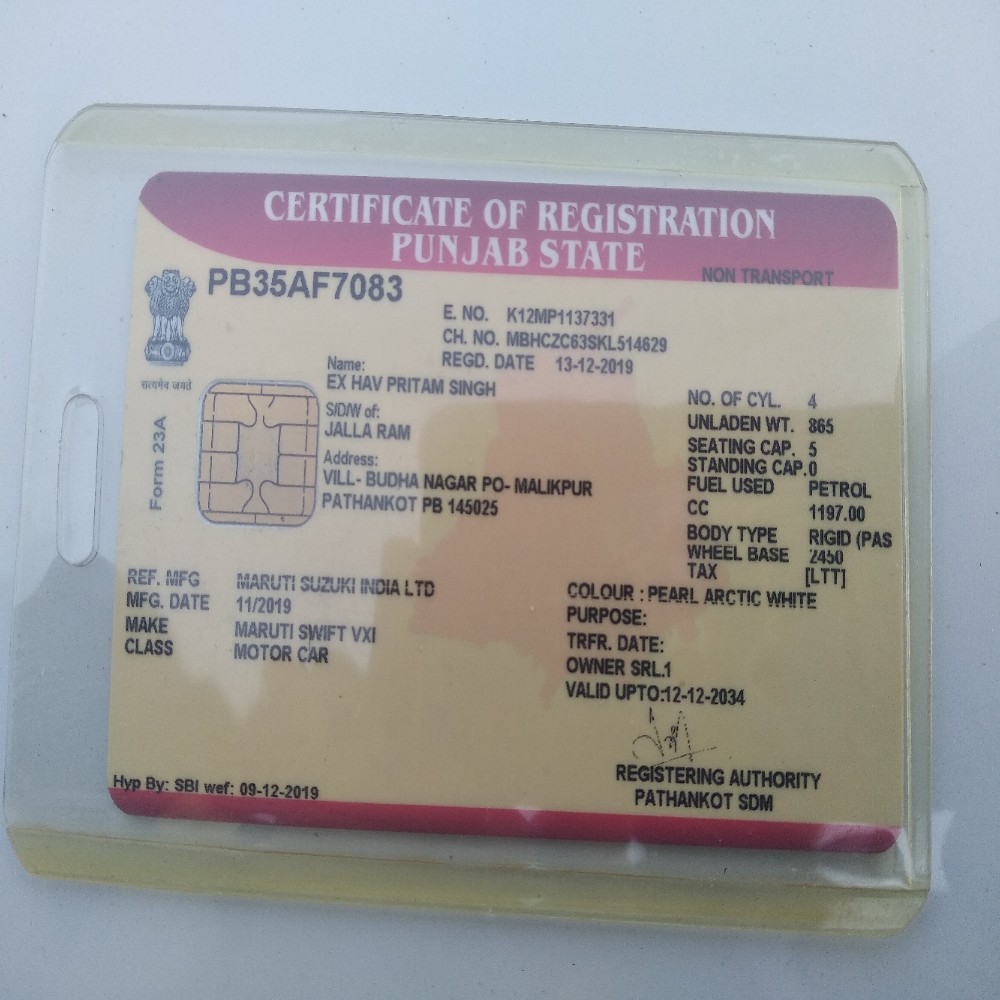 CERTIFICATE OF REGISTRATION
PUNJAB STATE
NON TRANSPORT
PB35AF7083
E. NO. K12MP1137331
CH. NO. MBHCZC63SKL514629
REGD. DATE 13-12-2019
सत्यमेव जयते
Form 23A
Name:
EX HAV PRITAM SINGH
S/D/W of:
JALLA RAM
Address:
VILL- BUDHA NAGAR PO- MALIKPUR
PATHANKOT PB 145025
NO. OF CYL. 4
UNLADEN WT. 865
SEATING CAP. 5
STANDING CAP.0
FUEL USED PETROL
CC 1197.00
BODY TYPE RIGID (PAS
WHEEL BASE 2450
TAX [LTT]
REF. MFG MARUTI SUZUKI INDIA LTD
MFG. DATE 11/2019
MAKE MARUTI SWIFT VXI
CLASS MOTOR CAR
COLOUR : PEARL ARCTIC WHITE
PURPOSE:
TRFR. DATE:
OWNER SRL.1
VALID UPTO:12-12-2034
REGISTERING AUTHORITY
PATHANKOT SDM
Hyp By: SBI wef: 09-12-2019